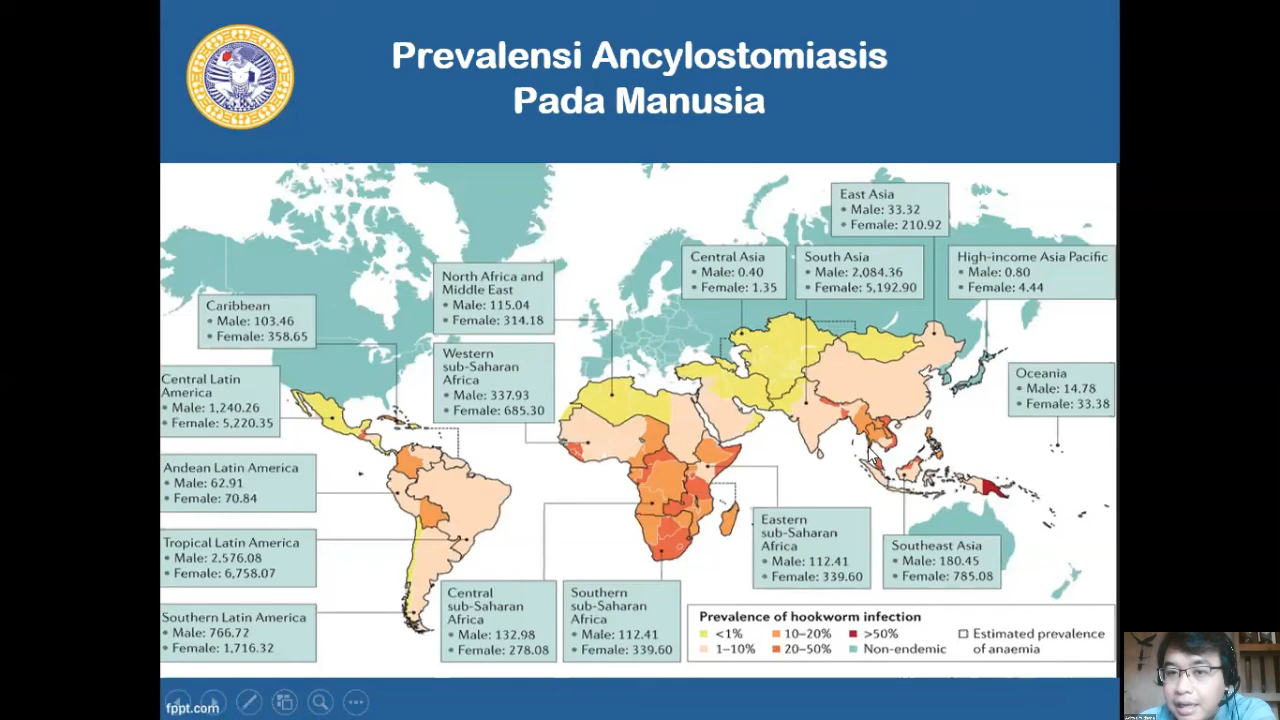 Prevalensi Ancylostomiasis
Pada Manusia
East Asia
• Male: 33.32
• Female: 210.92
Central Asia
• Male: 0.40
• Female: 1.35
South Asia
• Male: 2,084.36
• Female: 5,192.90
High-income Asia Pacific
• Male: 0.80
• Female: 4.44
North Africa and
Middle East
• Male: 115.04
• Female: 314.18
Caribbean
• Male: 103.46
• Female: 358.65
Western
sub-Saharan
Africa
• Male: 337.93
• Female: 685.30
Oceania
• Male: 14.78
• Female: 33.38
Central Latin
America
• Male: 1,240.26
• Female: 5,220.35
Andean Latin America
• Male: 62.91
• Female: 70.84
Tropical Latin America
• Male: 2,576.08
• Female: 6,758.07
Eastern
sub-Saharan
Africa
• Male: 112.41
• Female: 339.60
Southeast Asia
• Male: 180.45
• Female: 785.08
Southern Latin America
• Male: 766.72
• Female: 1,716.32
Central
sub-Saharan
Africa
• Male: 132.98
• Female: 278.08
Southern
sub-Saharan
Africa
• Male: 112.41
• Female: 339.60
Prevalence of hookworm infection
<1% 10–20% >50% Estimated prevalence
1–10% 20–50% Non-endemic of anaemia
fppt.com